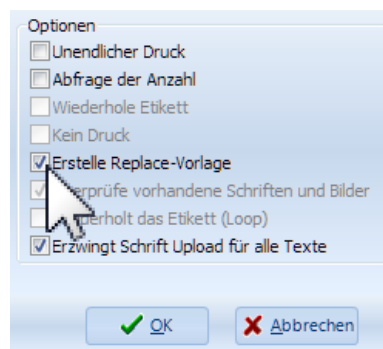 Optionen
Unendlicher Druck
Abfrage der Anzahl
Wiederhole Etikett
Kein Druck
Erstelle Replace-Vorlage
vorhandene Schriften und Bilder
das Etikett (Loop)
Erzwingt Schrift Upload für alle Texte
OK
Abbrechen